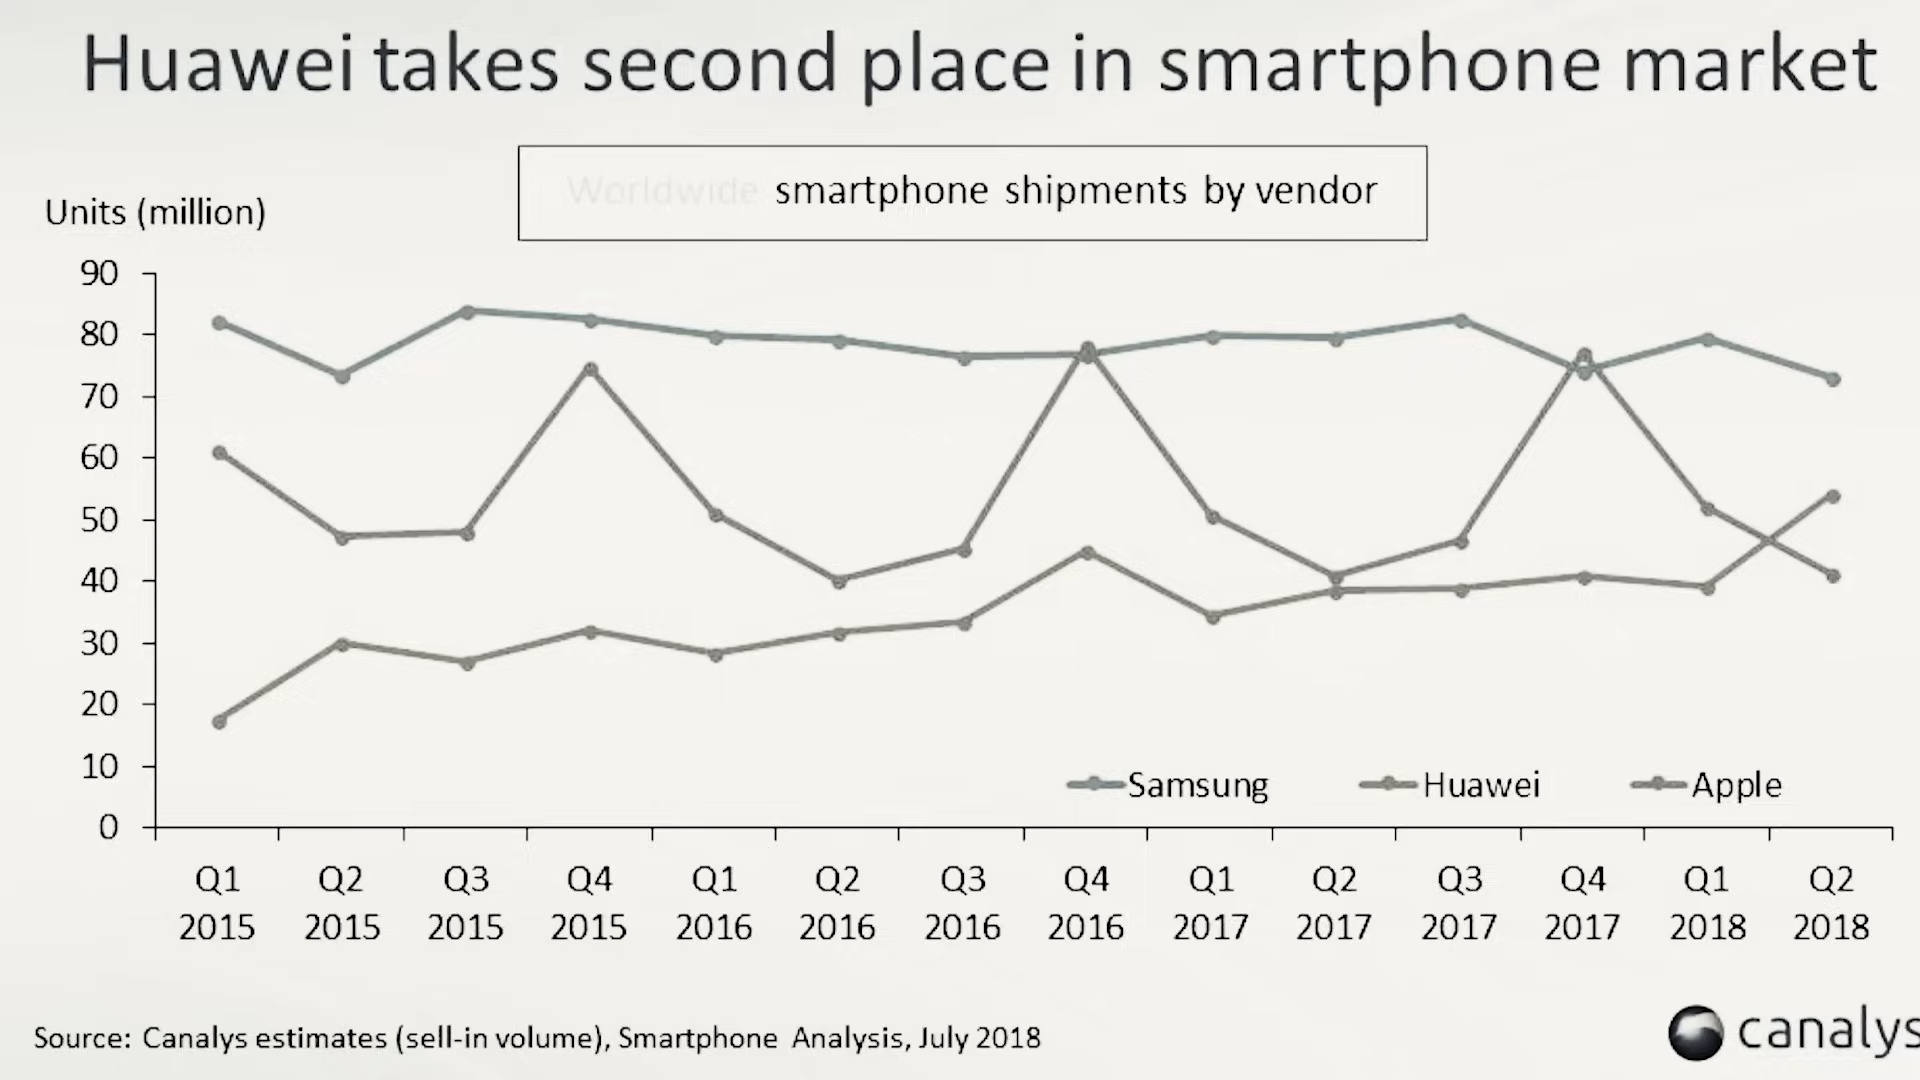 Huawei takes second place in smartphone market
Worldwide smartphone shipments by vendor
Units (million)
90
80
70
60
50
40
30
20
10
0
Samsung Huawei Apple
Q1 Q2 Q3 Q4 Q1 Q2 Q3 Q4 Q1 Q2 Q3 Q4 Q1 Q2
2015 2015 2015 2015 2016 2016 2016 2016 2017 2017 2017 2017 2018 2018
Source: Canalys estimates (sell-in volume), Smartphone Analysis, July 2018
canalys